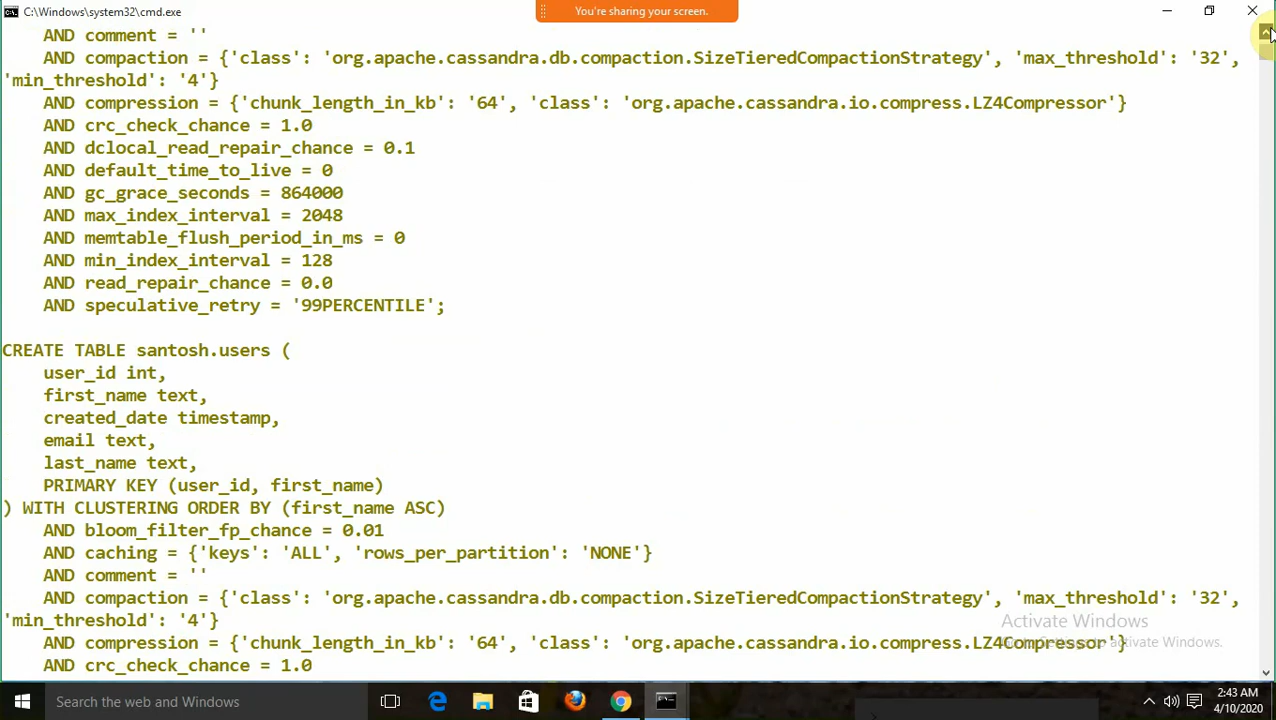 C:\Windows\system32\cmd.exe
You're sharing your screen.
AND comment = ''
AND compaction = {'class': 'org.apache.cassandra.db.compaction.SizeTieredCompactionStrategy', 'max_threshold': '32',
'min_threshold': '4'}
AND compression = {'chunk_length_in_kb': '64', 'class': 'org.apache.cassandra.io.compress.LZ4Compressor'}
AND crc_check_chance = 1.0
AND dclocal_read_repair_chance = 0.1
AND default_time_to_live = 0
AND gc_grace_seconds = 864000
AND max_index_interval = 2048
AND memtable_flush_period_in_ms = 0
AND min_index_interval = 128
AND read_repair_chance = 0.0
AND speculative_retry = '99PERCENTILE';
CREATE TABLE santosh.users (
user_id int,
first_name text,
created_date timestamp,
email text,
last_name text,
PRIMARY KEY (user_id, first_name)
) WITH CLUSTERING ORDER BY (first_name ASC)
AND bloom_filter_fp_chance = 0.01
AND caching = {'keys': 'ALL', 'rows_per_partition': 'NONE'}
AND comment = ''
AND compaction = {'class': 'org.apache.cassandra.db.compaction.SizeTieredCompactionStrategy', 'max_threshold': '32',
'min_threshold': '4'}
AND compression = {'chunk_length_in_kb': '64', 'class': 'org.apache.cassandra.io.compress.LZ4Compressor'}
AND crc_check_chance = 1.0
Activate Windows
Go to Settings to activate Windows.
Search the web and Windows
2:43 AM
4/10/2020